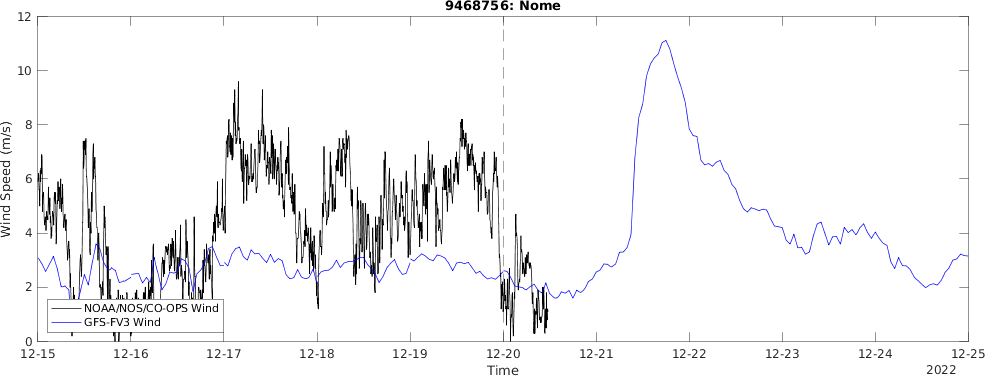 9468756: Nome
12
10
8
6
4
2
0
Wind Speed (m/s)
NOAA/NOS/CO-OPS Wind
GFS-FV3 Wind
12-15 12-16 12-17 12-18 12-19 12-20 12-21 12-22 12-23 12-24 12-25
Time
2022